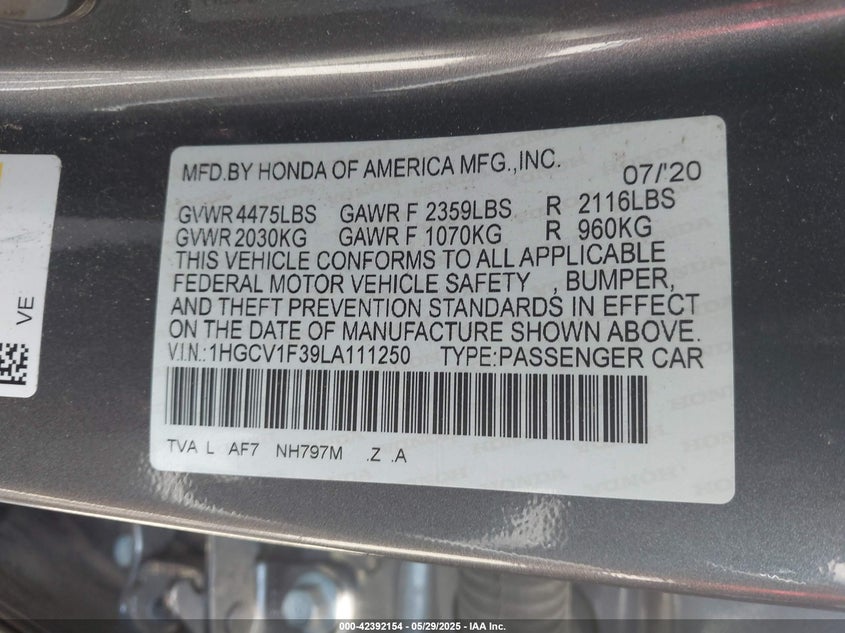 MFD.BY HONDA OF AMERICA MFG.,INC. 07/'20
GVWR 4475LBS GAWR F 2359LBS R 2116LBS
GVWR 2030KG GAWR F 1070KG R 960KG
THIS VEHICLE CONFORMS TO ALL APPLICABLE
FEDERAL MOTOR VEHICLE SAFETY , BUMPER,
AND THEFT PREVENTION STANDARDS IN EFFECT
ON THE DATE OF MANUFACTURE SHOWN ABOVE.
V.I.N.:1HGCV1F39LA111250 TYPE:PASSENGER CAR
TVA L AF7 NH797M .Z .A
VE
000-42392154 - 05/29/2025 - IAA Inc.